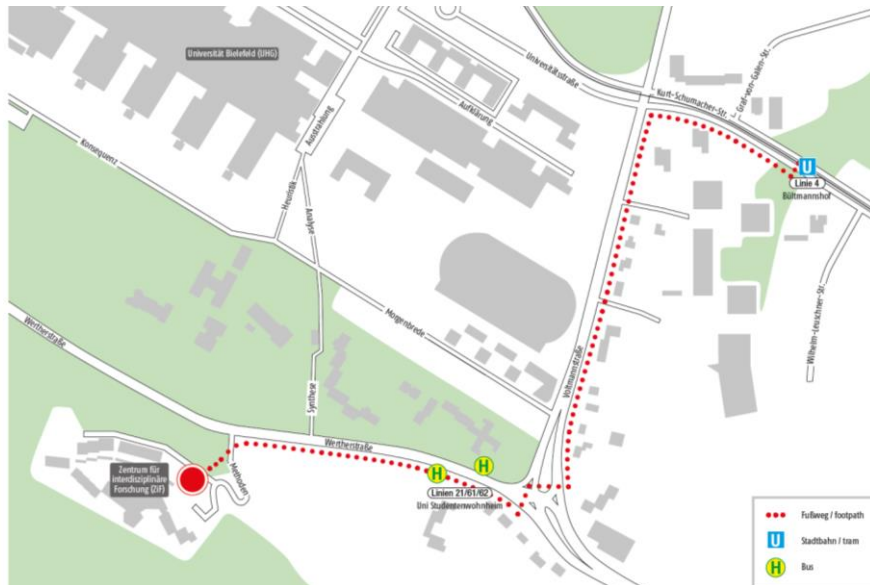 Universität Bielefeld (UHG)
Universitätsstraße
Kurt-Schumacher-Str.
Graf-von-Galen-Str.
Ausstrahlung
Aufklärung
Konsequenz
U
Linie 4
Bültmannshof
Heuristik
Analyse
Wilhelm-Leuschner-Str.
Morgenbrede
Voltmannstraße
Wertherstraße
Synthese
Wertherstraße
Zentrum für
interdisziplinäre
Forschung (ZiF)
Methoden
H
H
Linien 21/61/62
Uni Studentenwohnheim
Fußweg / footpath
U
Stadtbahn / tram
H
Bus